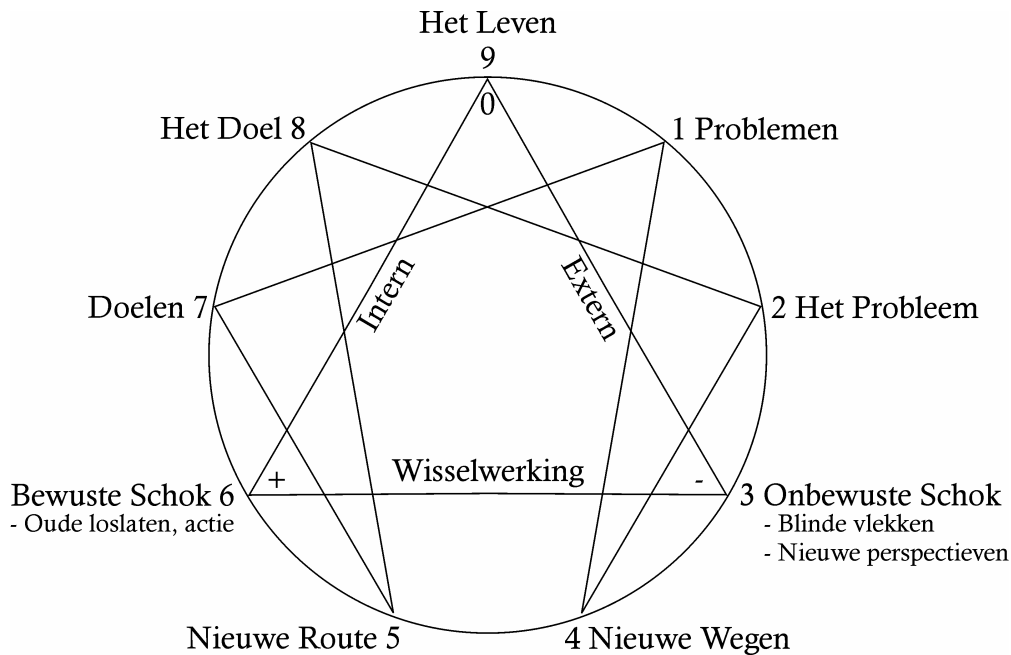 Het Leven
9
0
Het Doel 8
1 Problemen
Intern
Extern
Doelen 7
2 Het Probleem
Wisselwerking
+
-
Bewuste Schok 6
- Oude loslaten, actie
3 Onbewuste Schok
- Blinde vlekken
- Nieuwe perspectieven
Nieuwe Route 5
4 Nieuwe Wegen